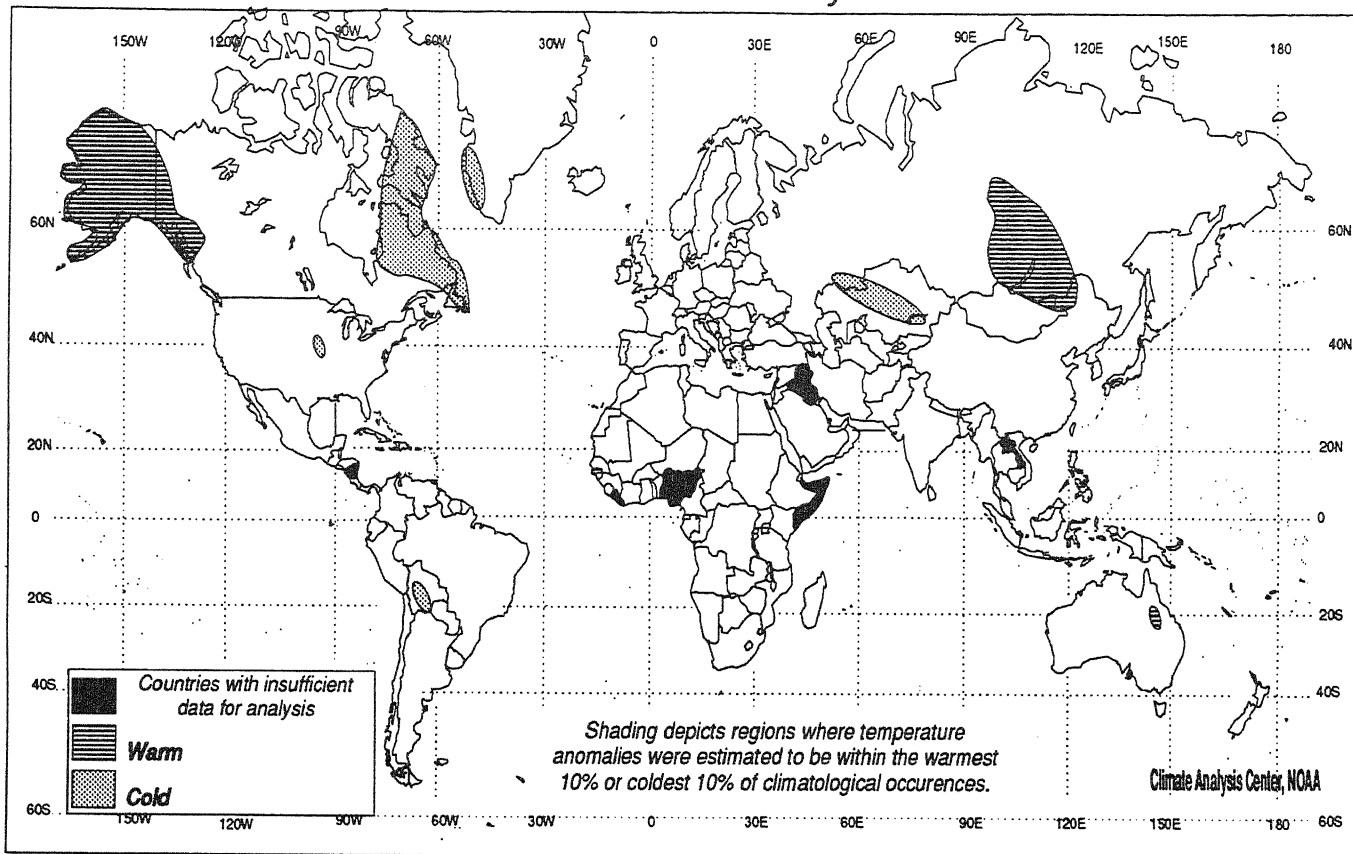 150W 120W 90W 60W 30W 0 30E 60E 90E 120E 150E 180
60N 60N
40N 40N
20N 20N
0 0
20S 20S
40S 40S
Countries with insufficient
data for analysis
Warm
Cold
Shading depicts regions where temperature
anomalies were estimated to be within the warmest
10% or coldest 10% of climatological occurences.
Climate Analysis Center, NOAA
60S 60S
150W 120W 90W 60W 30W 0 30E 60E 90E 120E 150E 180